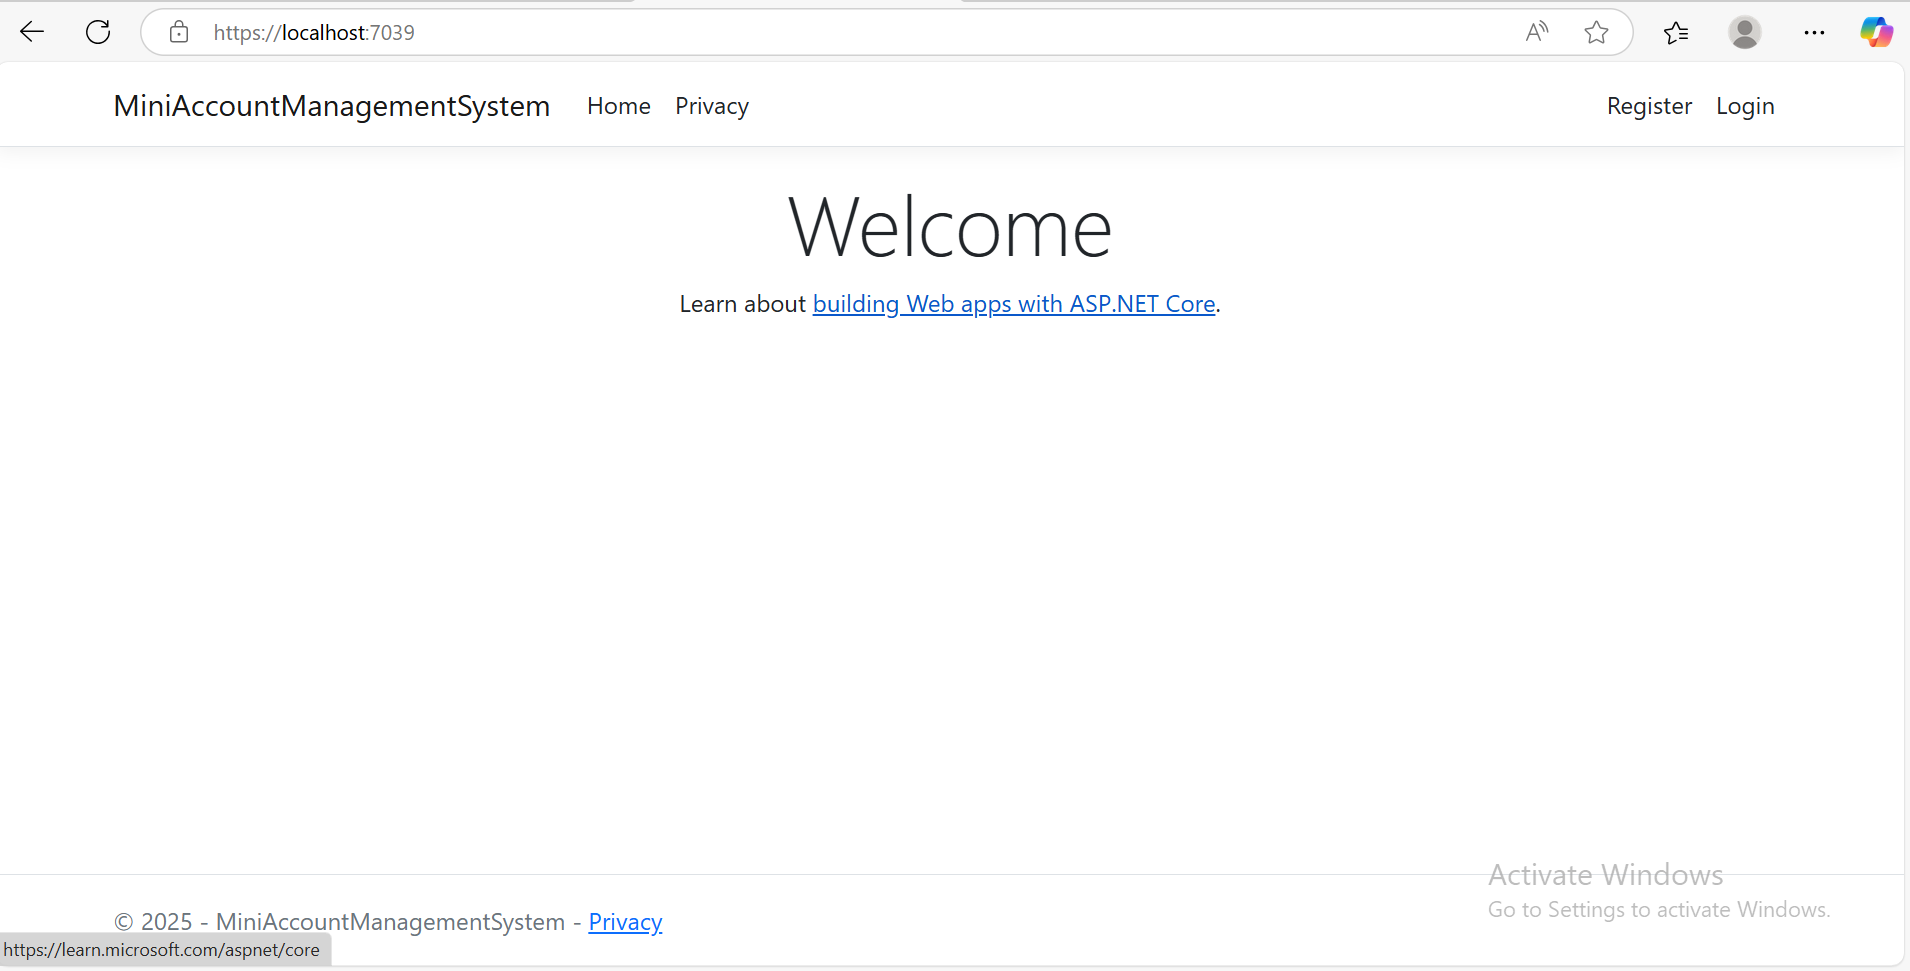 https://localhost:7039
MiniAccountManagementSystem Home Privacy Register Login
Welcome
Learn about building Web apps with ASP.NET Core.
Activate Windows
Go to Settings to activate Windows.
© 2025 - MiniAccountManagementSystem - Privacy
https://learn.microsoft.com/aspnet/core